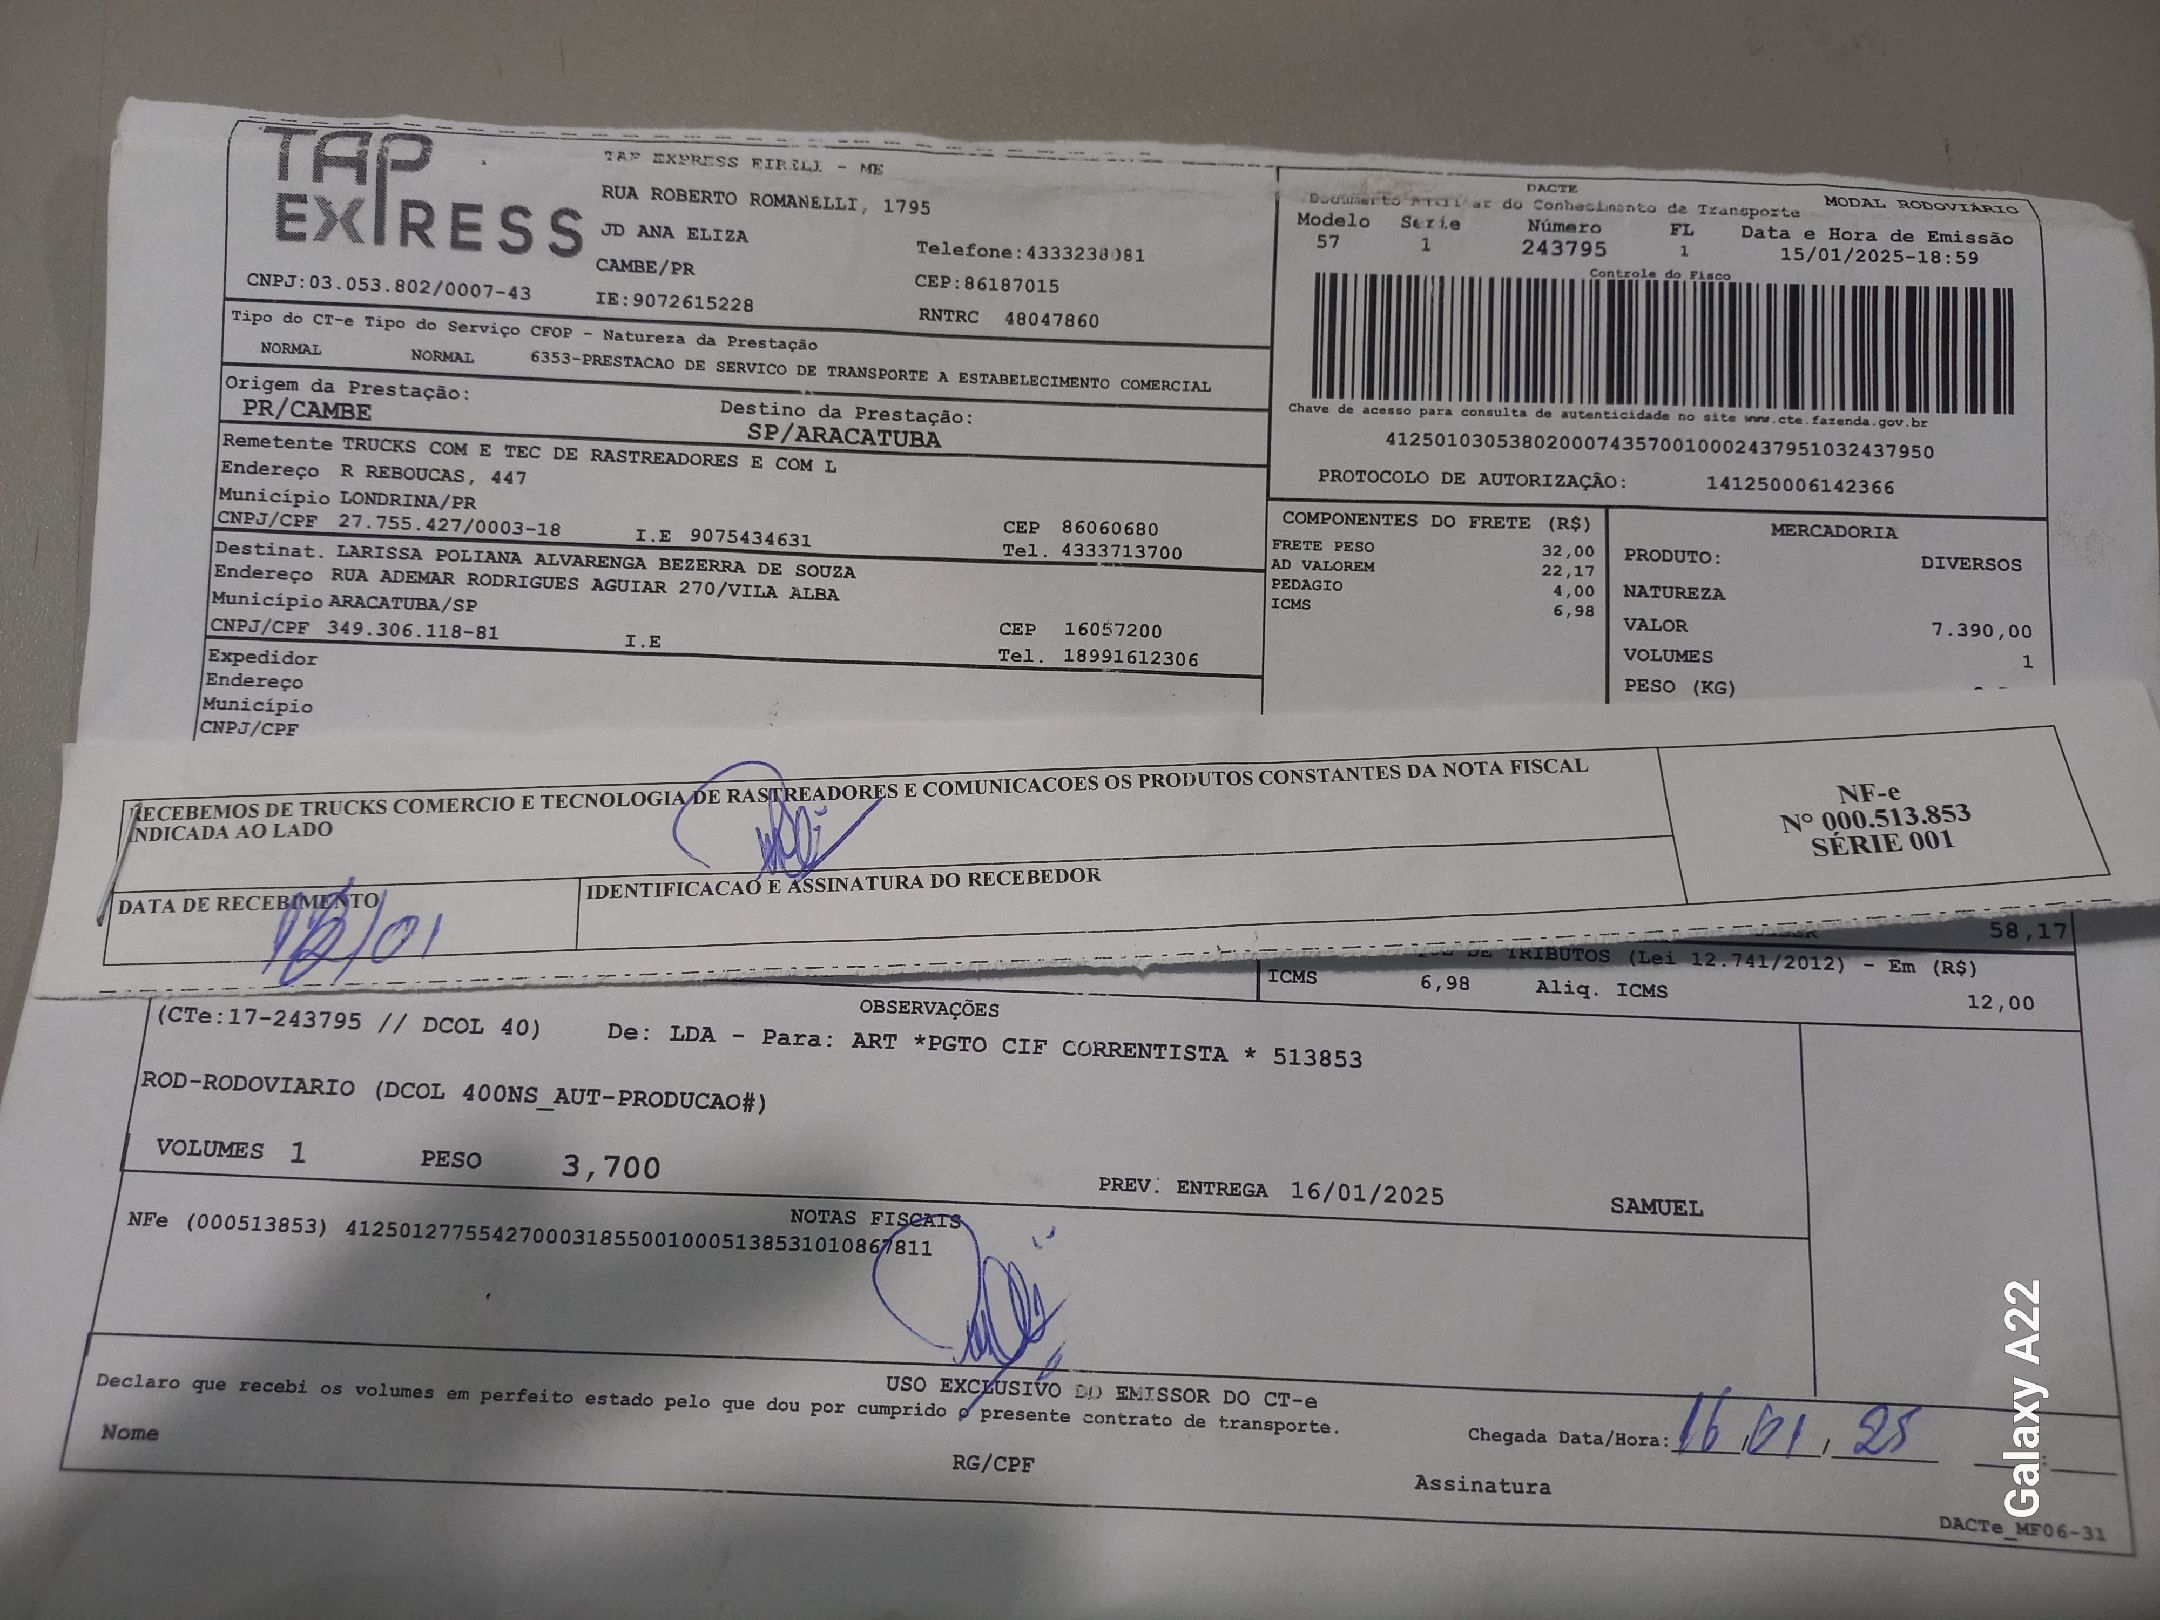 TAP EXPRESS
TAP EXPRESS EIRELI - ME
RUA ROBERTO ROMANELLI, 1795
JD ANA ELIZA
Telefone:4333238081
CAMBE/PR
CEP:86187015
CNPJ:03.053.802/0007-43
IE:9072615228
RNTRC 48047860
DACTE
MODAL RODOVIÁRIO
Documento Auxiliar do Conhecimento de Transporte
Modelo Serie Número FL Data e Hora de Emissão
57 1 243795 1 15/01/2025-18:59
Controle do Fisco
Chave de acesso para consulta de autenticidade no site www.cte.fazenda.gov.br
41250103053802000743570010002437951032437950
PROTOCOLO DE AUTORIZAÇÃO: 141250006142366
Tipo do CT-e Tipo do Serviço CFOP - Natureza da Prestação
NORMAL NORMAL 6353-PRESTACAO DE SERVICO DE TRANSPORTE A ESTABELECIMENTO COMERCIAL
Origem da Prestação: Destino da Prestação:
PR/CAMBE SP/ARACATUBA
Remetente TRUCKS COM E TEC DE RASTREADORES E COM L
Endereço R REBOUCAS, 447
Município LONDRINA/PR CEP 86060680
CNPJ/CPF 27.755.427/0003-18 I.E 9075434631 Tel. 4333713700
Destinat. LARISSA POLIANA ALVARENGA BEZERRA DE SOUZA
Endereço RUA ADEMAR RODRIGUES AGUIAR 270/VILA ALBA
Município ARACATUBA/SP CEP 16057200
CNPJ/CPF 349.306.118-81 I.E Tel. 18991612306
Expedidor
Endereço
Município
CNPJ/CPF
COMPONENTES DO FRETE (R$)
FRETE PESO 32,00
AD VALOREM 22,17
PEDAGIO 4,00
ICMS 6,98
MERCADORIA
PRODUTO: DIVERSOS
NATUREZA
VALOR 7.390,00
VOLUMES 1
PESO (KG)
RECEBEMOS DE TRUCKS COMERCIO E TECNOLOGIA DE RASTREADORES E COMUNICACOES OS PRODUTOS CONSTANTES DA NOTA FISCAL
INDICADA AO LADO
DATA DE RECEBIMENTO
IDENTIFICACAO E ASSINATURA DO RECEBEDOR
NF-e
Nº 000.513.853
SÉRIE 001
58,17
DE TRIBUTOS (Lei 12.741/2012) - Em (R$)
ICMS 6,98 Aliq. ICMS 12,00
OBSERVAÇÕES
(CTe:17-243795 // DCOL 40) De: LDA - Para: ART *PGTO CIF CORRENTISTA * 513853
ROD-RODOVIARIO (DCOL 400NS_AUT-PRODUCAO#)
VOLUMES 1 PESO 3,700
PREV. ENTREGA 16/01/2025 SAMUEL
NOTAS FISCAIS
NFe (000513853) 41250127755427000318550010005138531010867811
USO EXCLUSIVO DO EMISSOR DO CT-e
Declaro que recebi os volumes em perfeito estado pelo que dou por cumprido o presente contrato de transporte.
Nome RG/CPF Assinatura
Chegada Data/Hora: 16/01/25
DACTe_MF06-31
Galaxy A22